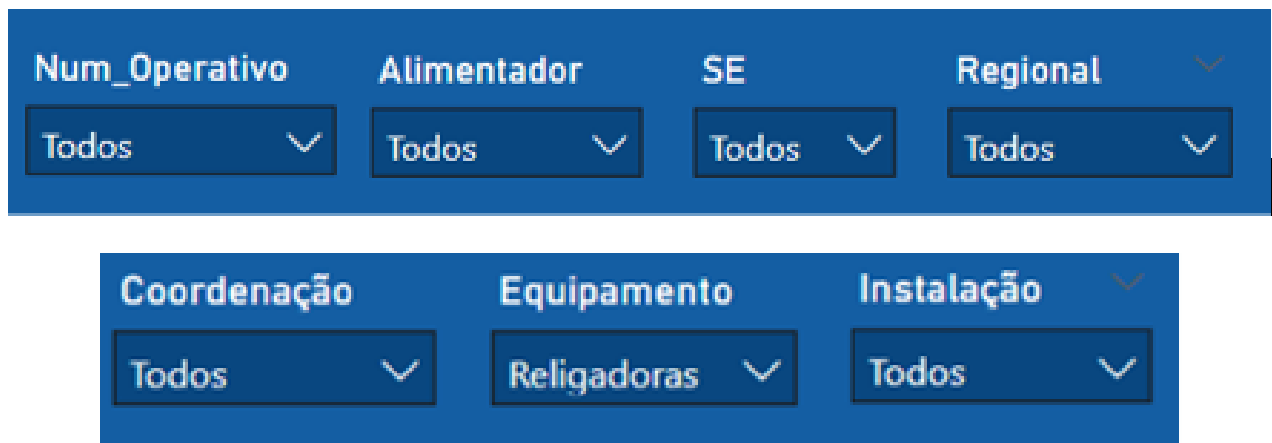 Num_Operativo Alimentador SE Regional
Todos Todos Todos Todos
Coordenação Equipamento Instalação
Todos Religadoras Todos